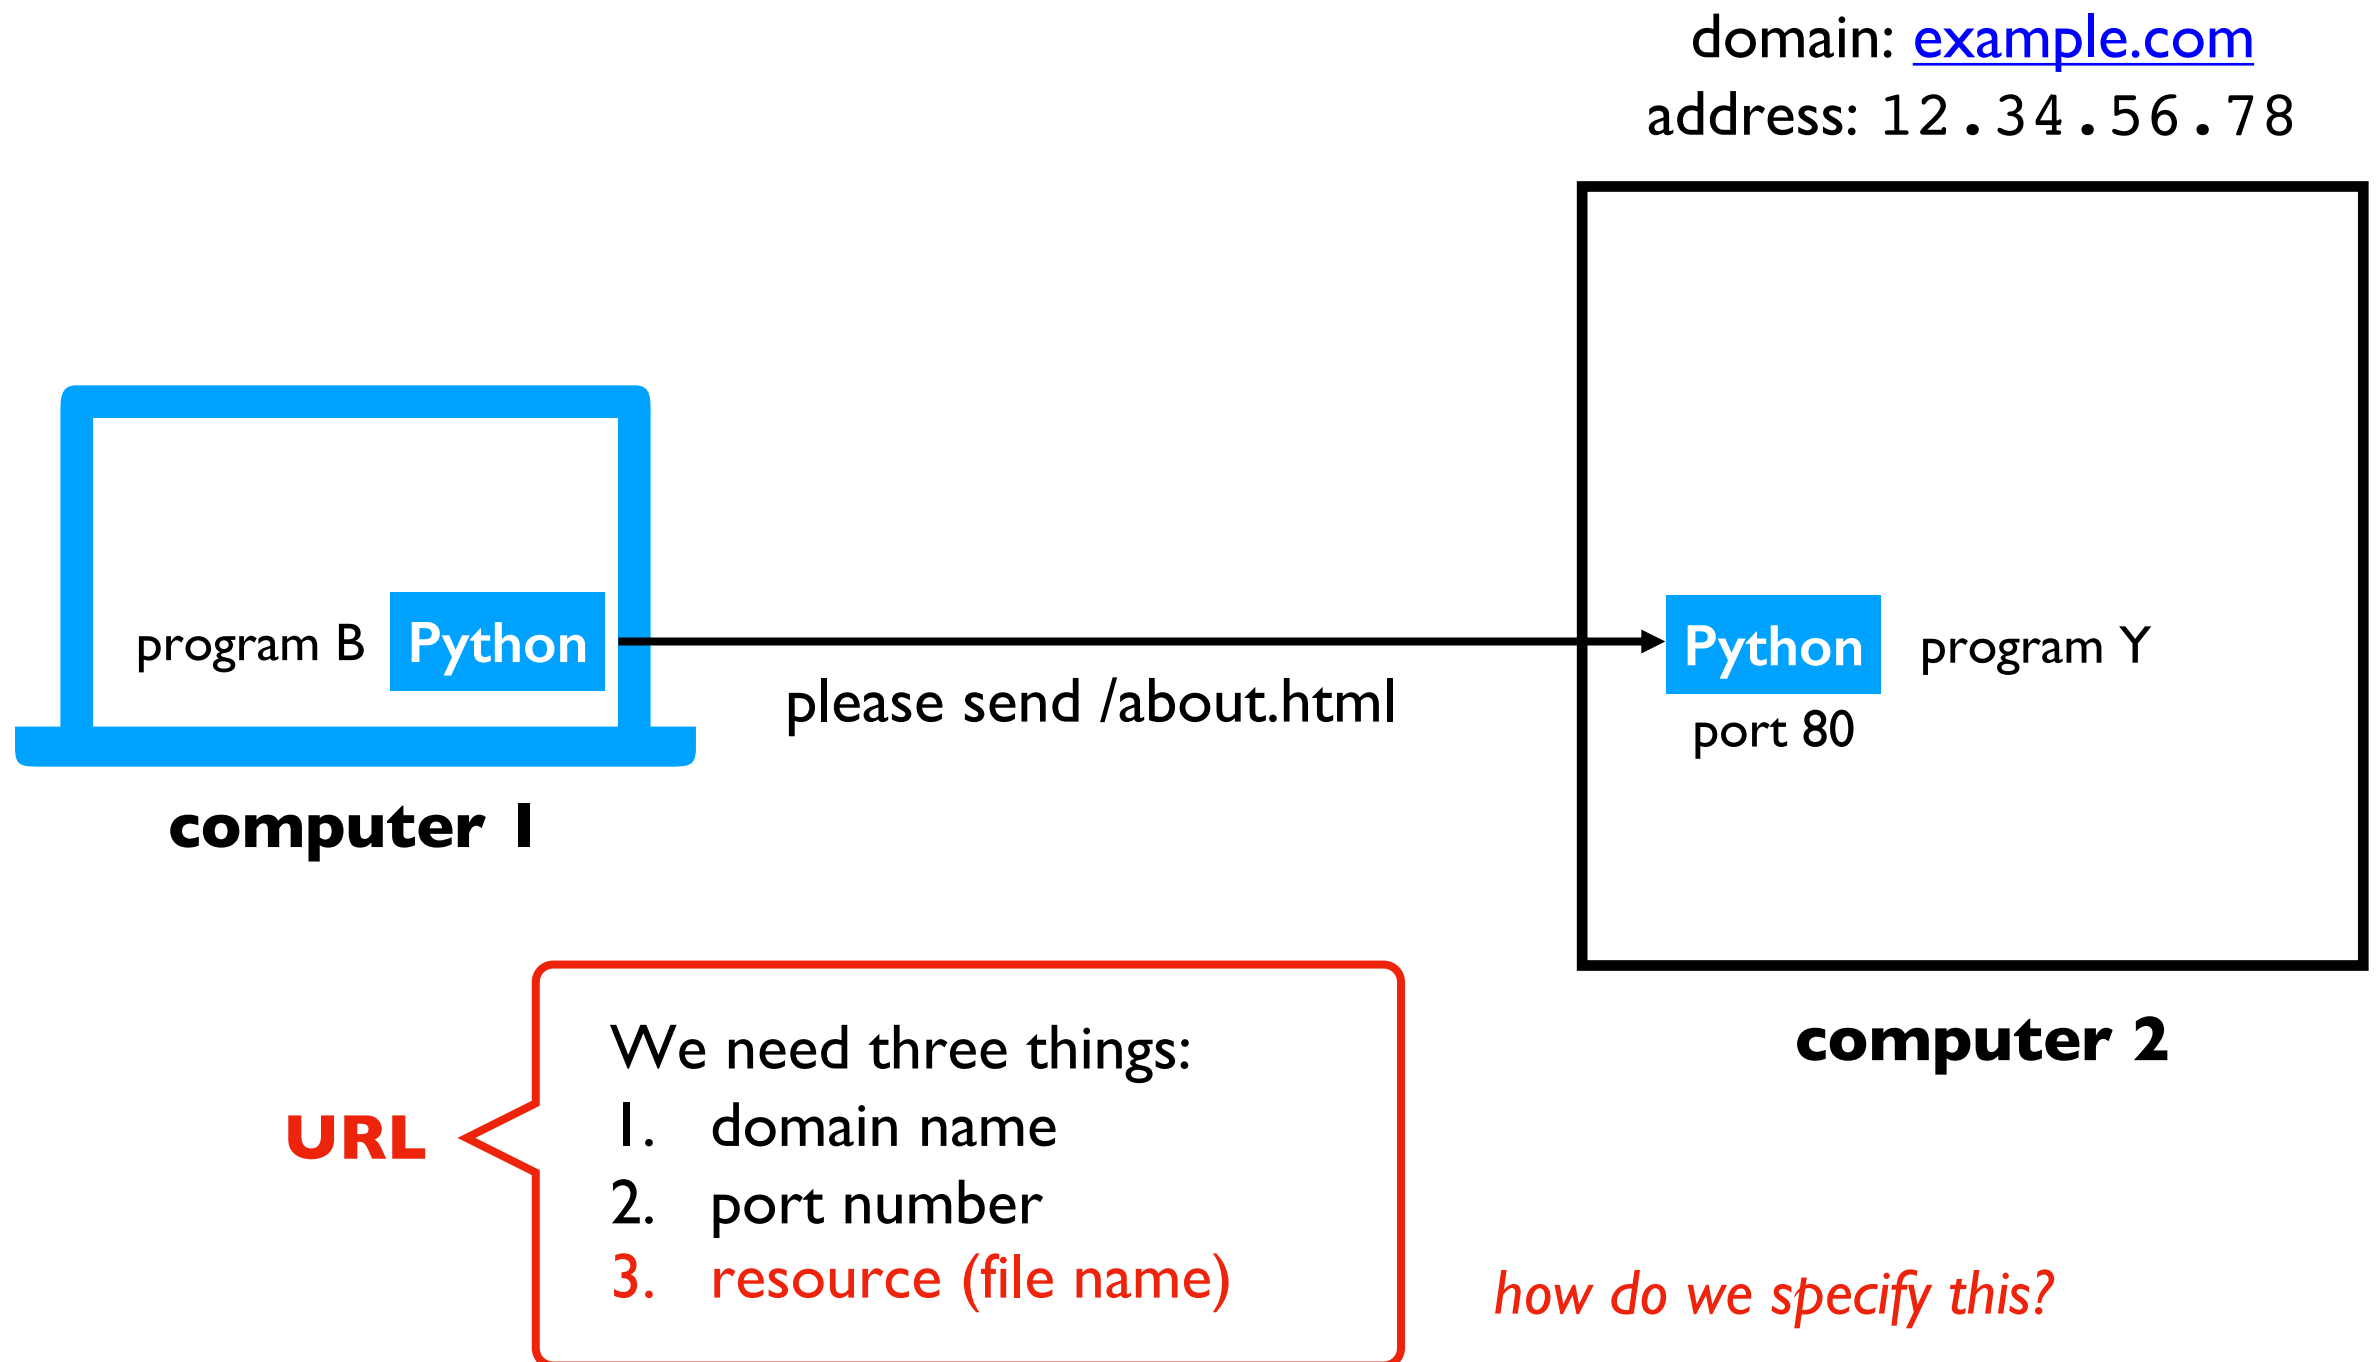 domain: example.com
address: 12.34.56.78
program B
Python
please send /about.html
Python
program Y
port 80
computer 1
computer 2
URL
We need three things:
1. domain name
2. port number
3. resource (file name)
how do we specify this?